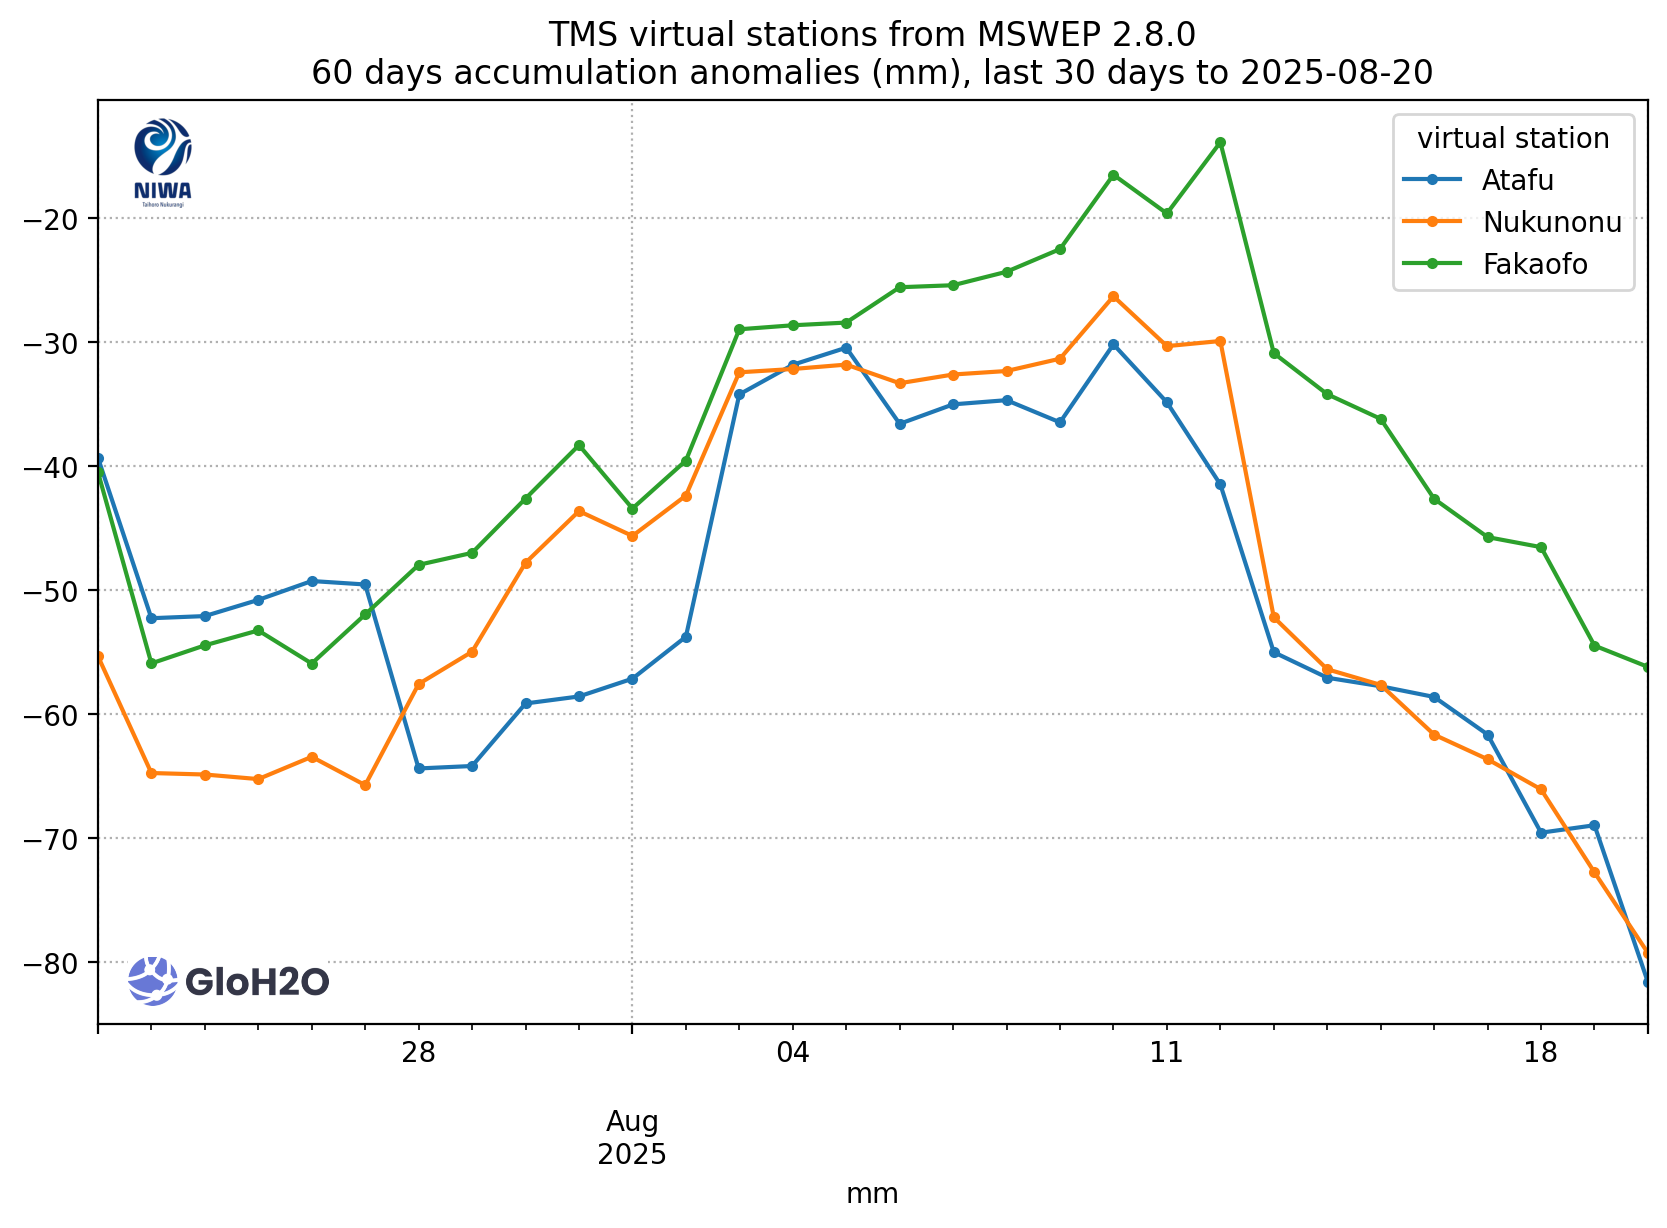 TMS virtual stations from MSWEP 2.8.0
60 days accumulation anomalies (mm), last 30 days to 2025-08-20
NIWA
Taihoro Nukurangi
virtual station
Atafu
Nukunonu
Fakaofo
−20
−30
−40
−50
−60
−70
−80
GloH2O
28
04
11
18
Aug
2025
mm